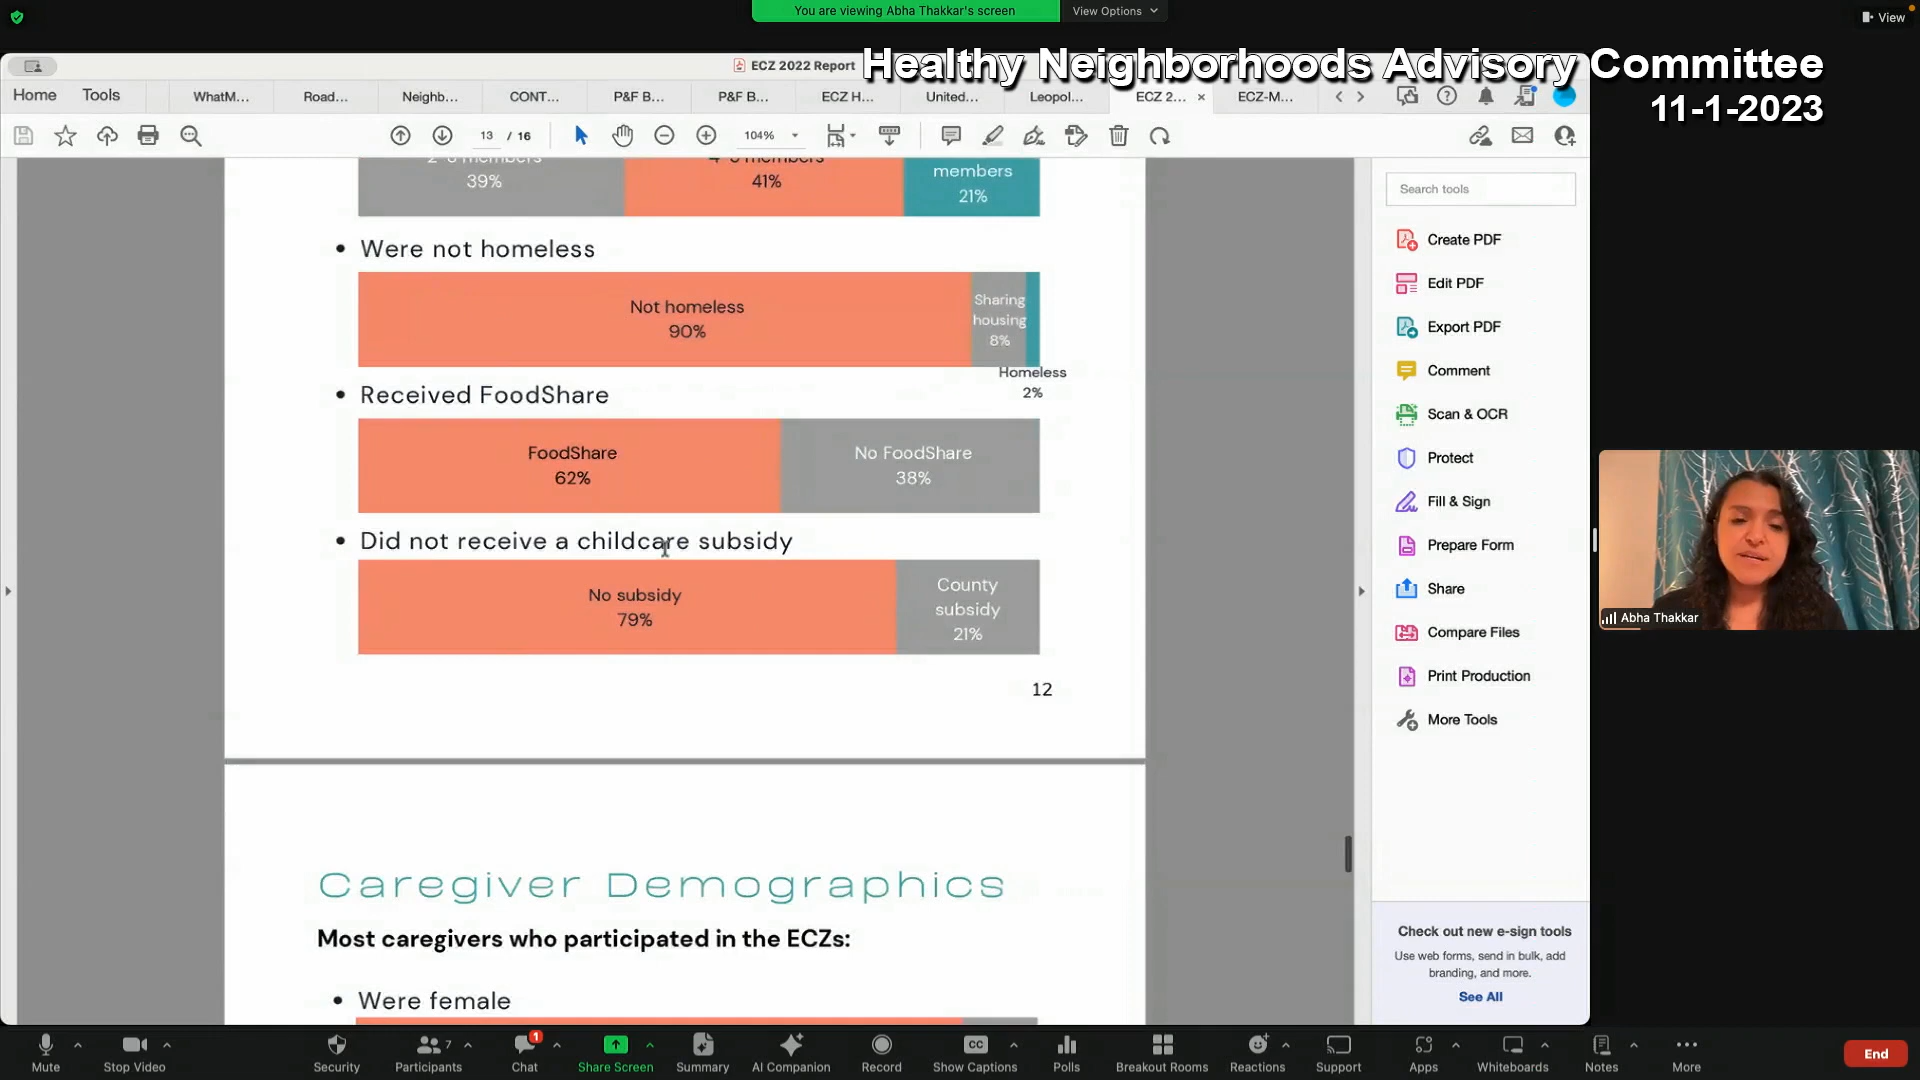 You are viewing Abha Thakkar's screen
View Options
View
Healthy Neighborhoods Advisory Committee
11-1-2023
ECZ 2022 Report
Home
Tools
WhatM...
Road...
Neighb...
CONT...
P&F B...
P&F B...
ECZ H...
United...
Leopol...
ECZ 2...
ECZ-M...
13 / 16
104%
members
39%
members
41%
members
21%
• Were not homeless
Not homeless
90%
Sharing
housing
8%
Homeless
2%
• Received FoodShare
FoodShare
62%
No FoodShare
38%
• Did not receive a childcare subsidy
No subsidy
79%
County
subsidy
21%
12
Caregiver Demographics
Most caregivers who participated in the ECZs:
• Were female
Search tools
Create PDF
Edit PDF
Export PDF
Comment
Scan & OCR
Protect
Fill & Sign
Prepare Form
Share
Compare Files
Print Production
More Tools
Check out new e-sign tools
Use web forms, send in bulk, add
branding, and more.
See All
Abha Thakkar
Mute
Stop Video
Security
Participants
7
Chat
1
Share Screen
Summary
AI Companion
Record
CC
Show Captions
Polls
Breakout Rooms
Reactions
Support
Apps
Whiteboards
Notes
More
End